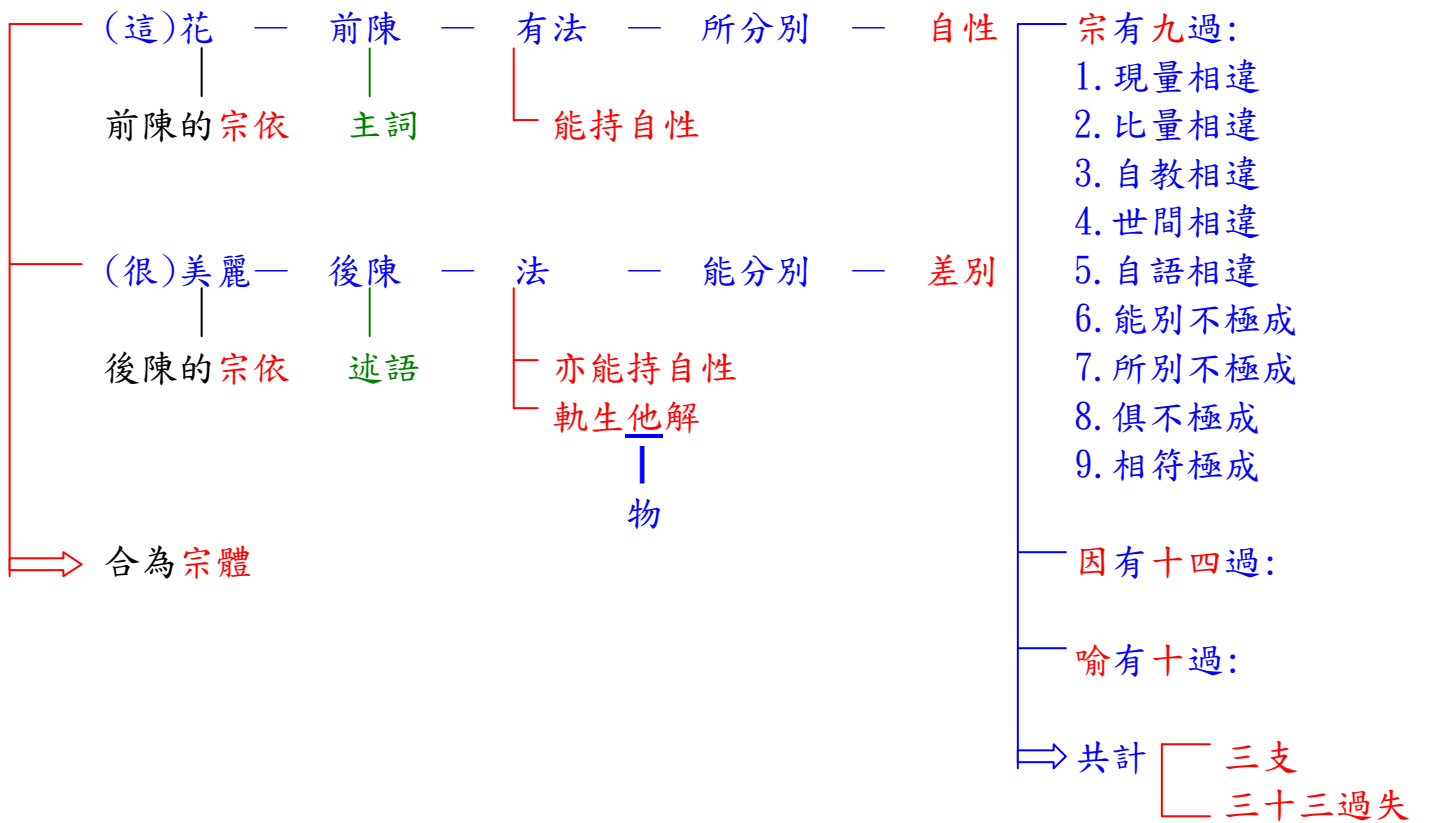 (這)花 — 前陳 — 有法 — 所分別 — 自性
前陳的宗依 主詞 能持自性
(很)美麗— 後陳 — 法 — 能分別 — 差別
後陳的宗依 述語 亦能持自性
軌生他解
物
合為宗體
宗有九過:
1.現量相違
2.比量相違
3.自教相違
4.世間相違
5.自語相違
6.能別不極成
7.所別不極成
8.俱不極成
9.相符極成
因有十四過:
喻有十過:
共計 三支
三十三過失